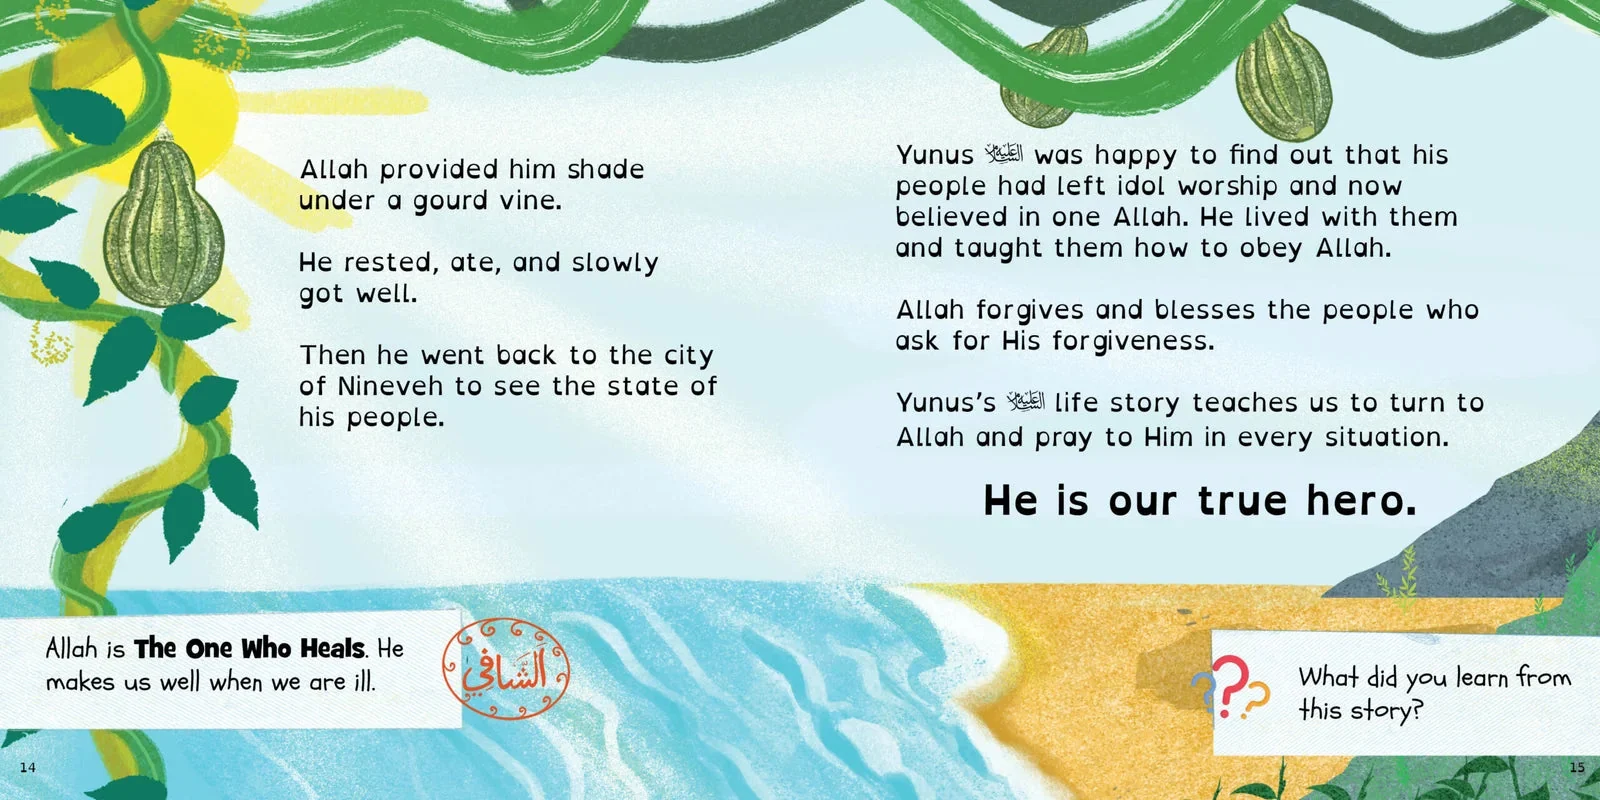 Allah provided him shade
under a gourd vine.
He rested, ate, and slowly
got well.
Then he went back to the city
of Nineveh to see the state of
his people.
Allah is The One Who Heals. He
makes us well when we are ill.
الشَّافِي
14
Yunus عليه السلام was happy to find out that his
people had left idol worship and now
believed in one Allah. He lived with them
and taught them how to obey Allah.
Allah forgives and blesses the people who
ask for His forgiveness.
Yunus's عليه السلام life story teaches us to turn to
Allah and pray to Him in every situation.
He is our true hero.
???
What did you learn from
this story?
15